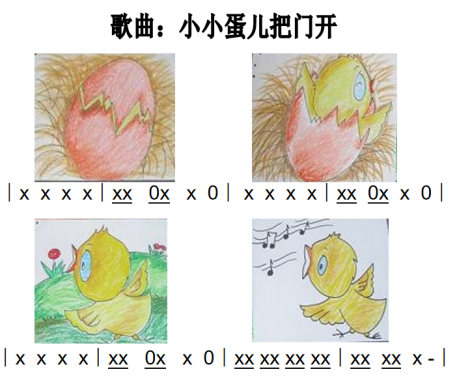 歌曲：小小蛋儿把门开
| x x x x | xx 0x x 0 | | x x x x | xx 0x x 0 |
| x x x x | xx 0x x 0 | xx xx xx xx | xx xx x - |